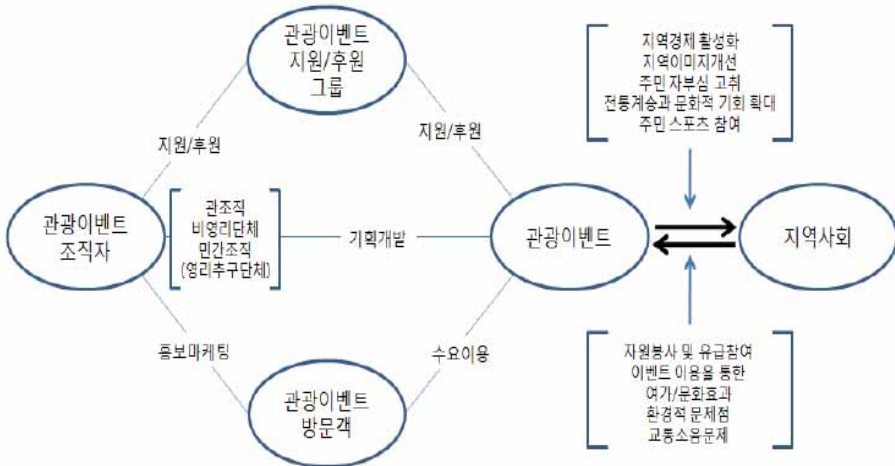 관광이벤트
지원/후원
그룹
지역경제 활성화
지역이미지개선
주민 자부심 고취
전통계승과 문화적 기회 확대
주민 스포츠 참여
지원/후원
지원/후원
관광이벤트
조직자
관조직
비영리단체
민간조직
(영리추구단체)
기획개발
관광이벤트
지역사회
홍보마케팅
수요이용
관광이벤트
방문객
자원봉사 및 유급참여
이벤트 이용을 통한
여가/문화효과
환경적 문제점
교통소음문제